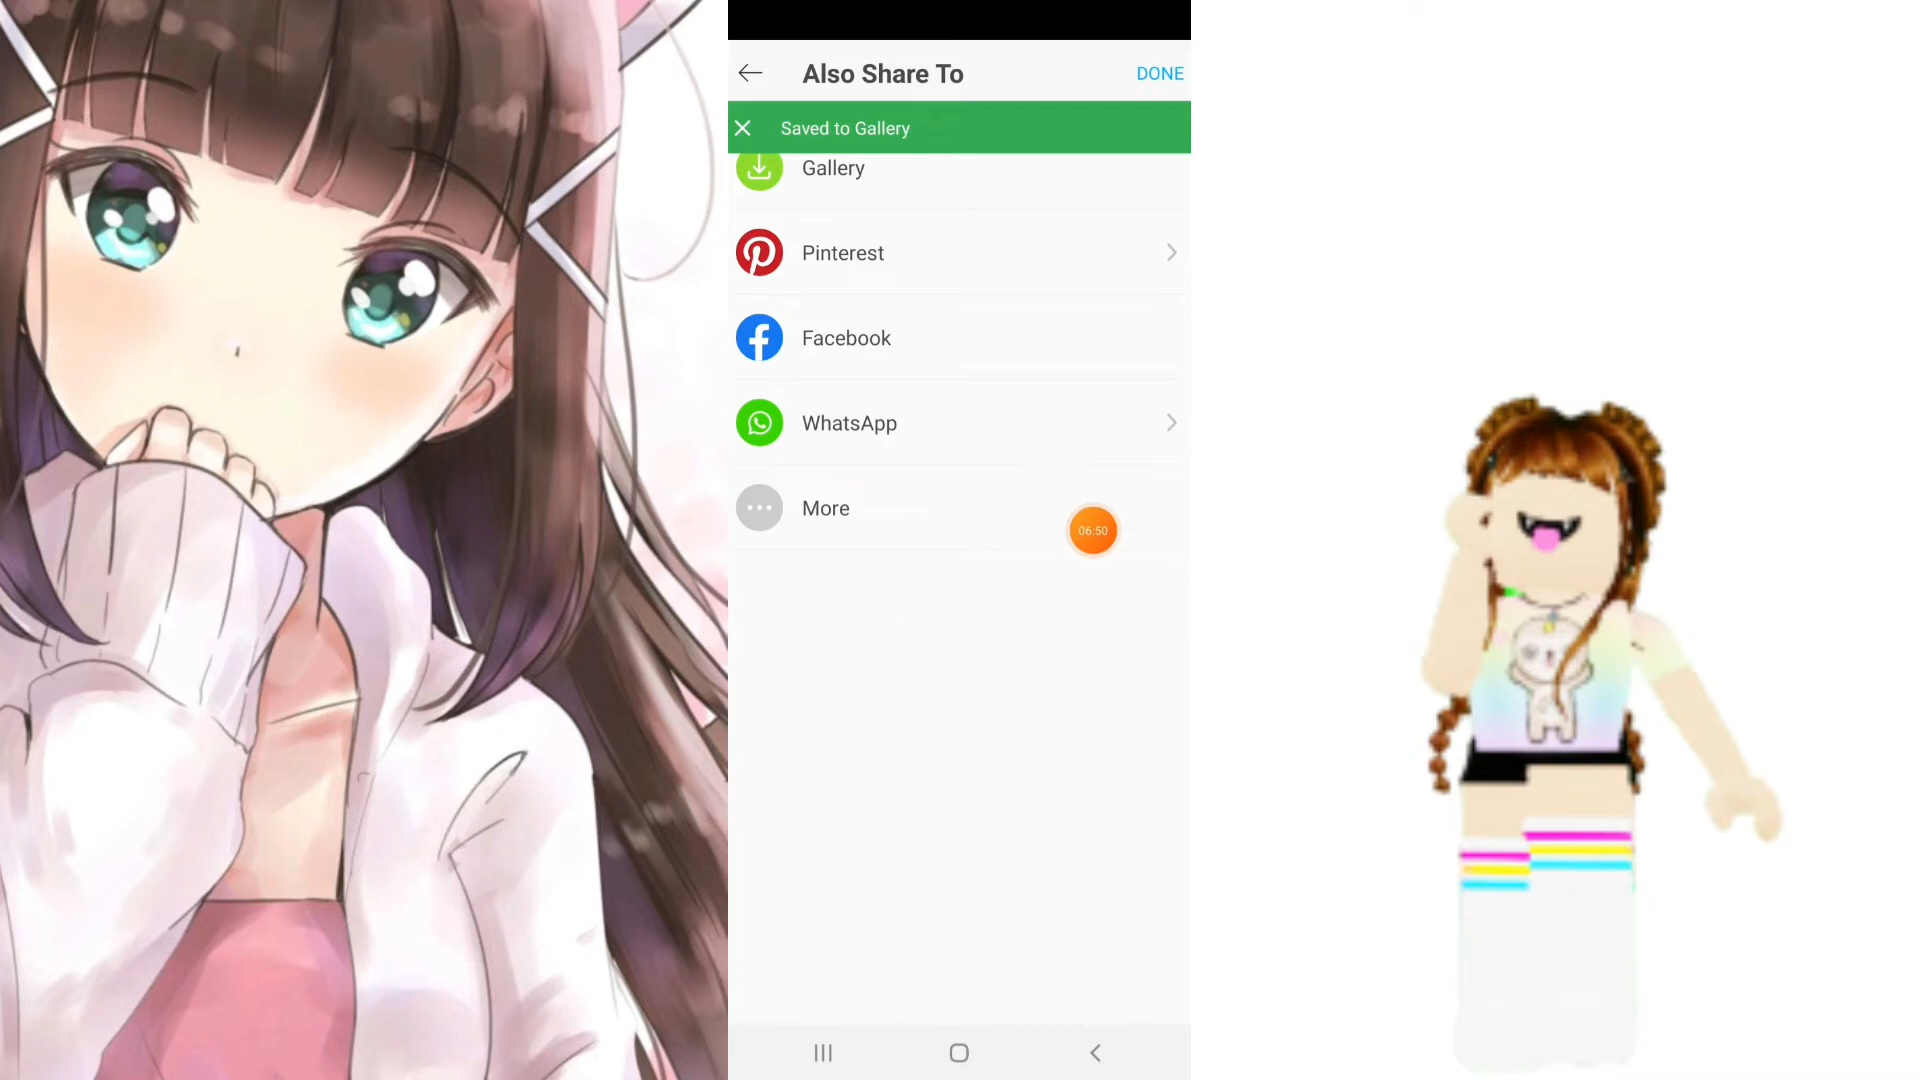 Also Share To
DONE
Saved to Gallery
Gallery
Pinterest
Facebook
WhatsApp
More
06:50